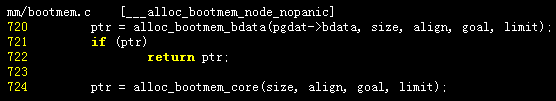 mm/bootmem.c [___alloc_bootmem_node_nopanic]
720 ptr = alloc_bootmem_bdata(pgdat->bdata, size, align, goal, limit);
721 if (ptr)
722 return ptr;
723
724 ptr = alloc_bootmem_core(size, align, goal, limit);